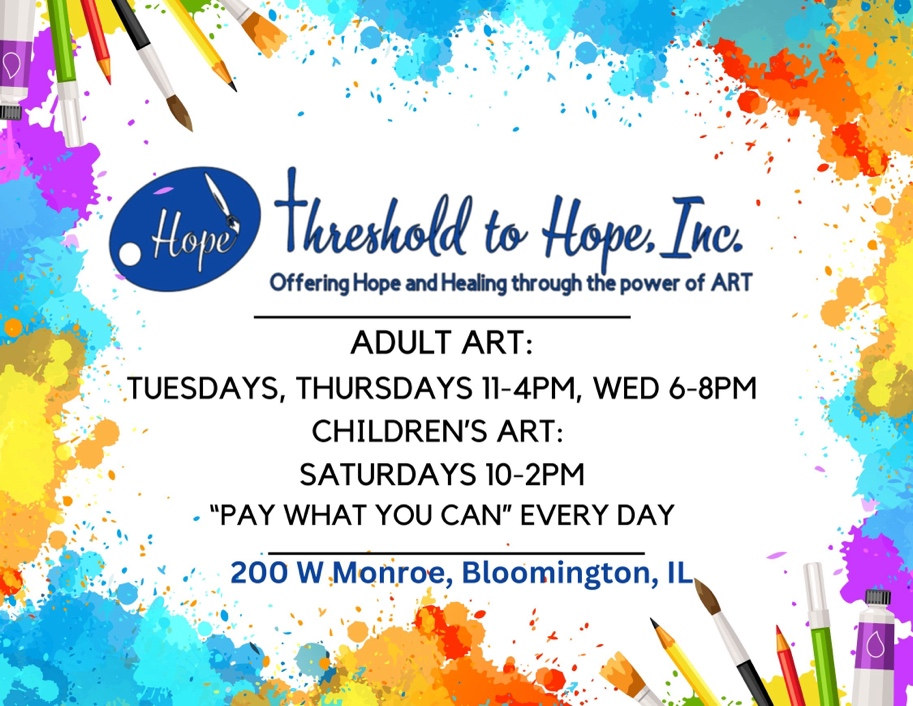 Hope
Threshold to Hope, Inc.
Offering Hope and Healing through the power of ART
ADULT ART:
TUESDAYS, THURSDAYS 11-4PM, WED 6-8PM
CHILDREN'S ART:
SATURDAYS 10-2PM
"PAY WHAT YOU CAN" EVERY DAY
200 W Monroe, Bloomington, IL